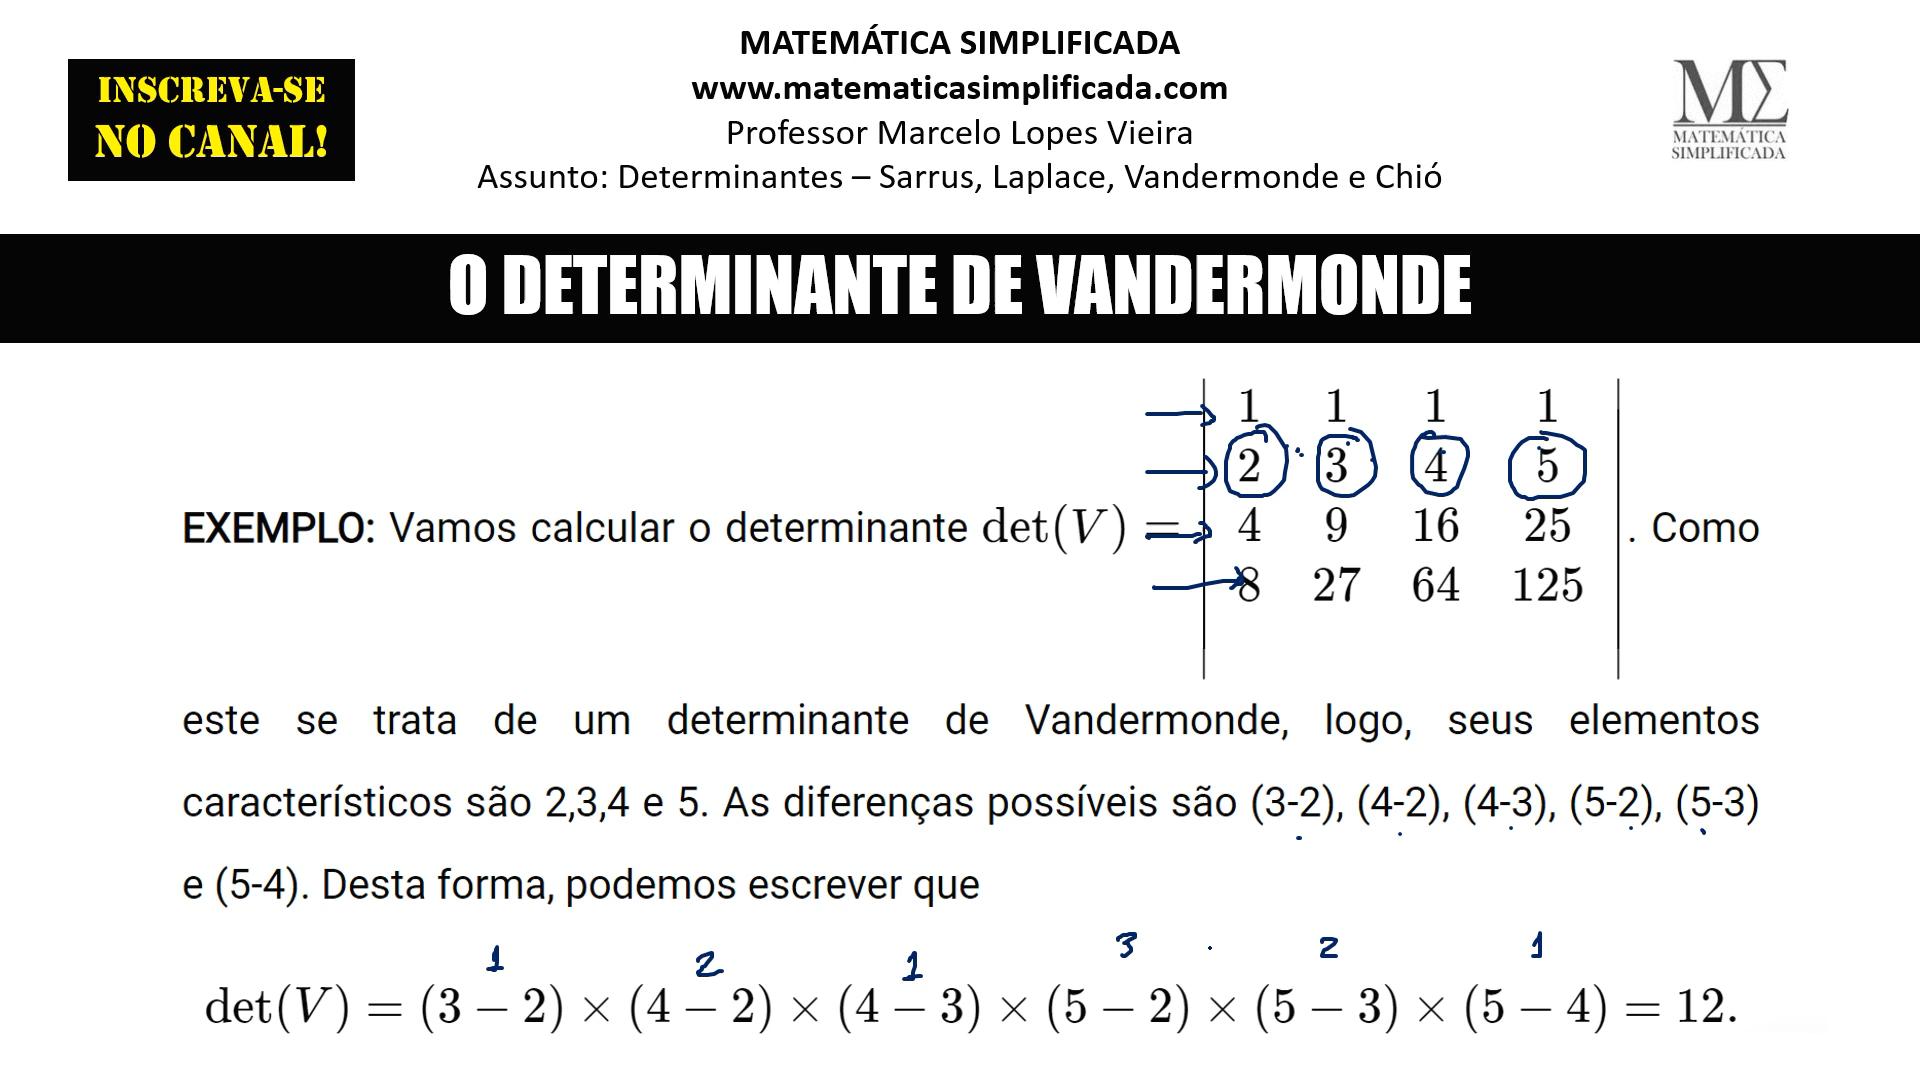 MATEMÁTICA SIMPLIFICADA
www.matematicasimplificada.com
Professor Marcelo Lopes Vieira
Assunto: Determinantes – Sarrus, Laplace, Vandermonde e Chió
INSCREVA-SE
NO CANAL!
MΣ
MATEMÁTICA
SIMPLIFICADA
O DETERMINANTE DE VANDERMONDE
1 1 1 1
2 3 4 5
EXEMPLO: Vamos calcular o determinante det(V) = 4 9 16 25 . Como
8 27 64 125
este se trata de um determinante de Vandermonde, logo, seus elementos
característicos são 2,3,4 e 5. As diferenças possíveis são (3-2), (4-2), (4-3), (5-2), (5-3)
e (5-4). Desta forma, podemos escrever que
1 2 1 3 2 1
det(V) = (3 − 2) × (4 − 2) × (4 − 3) × (5 − 2) × (5 − 3) × (5 − 4) = 12.